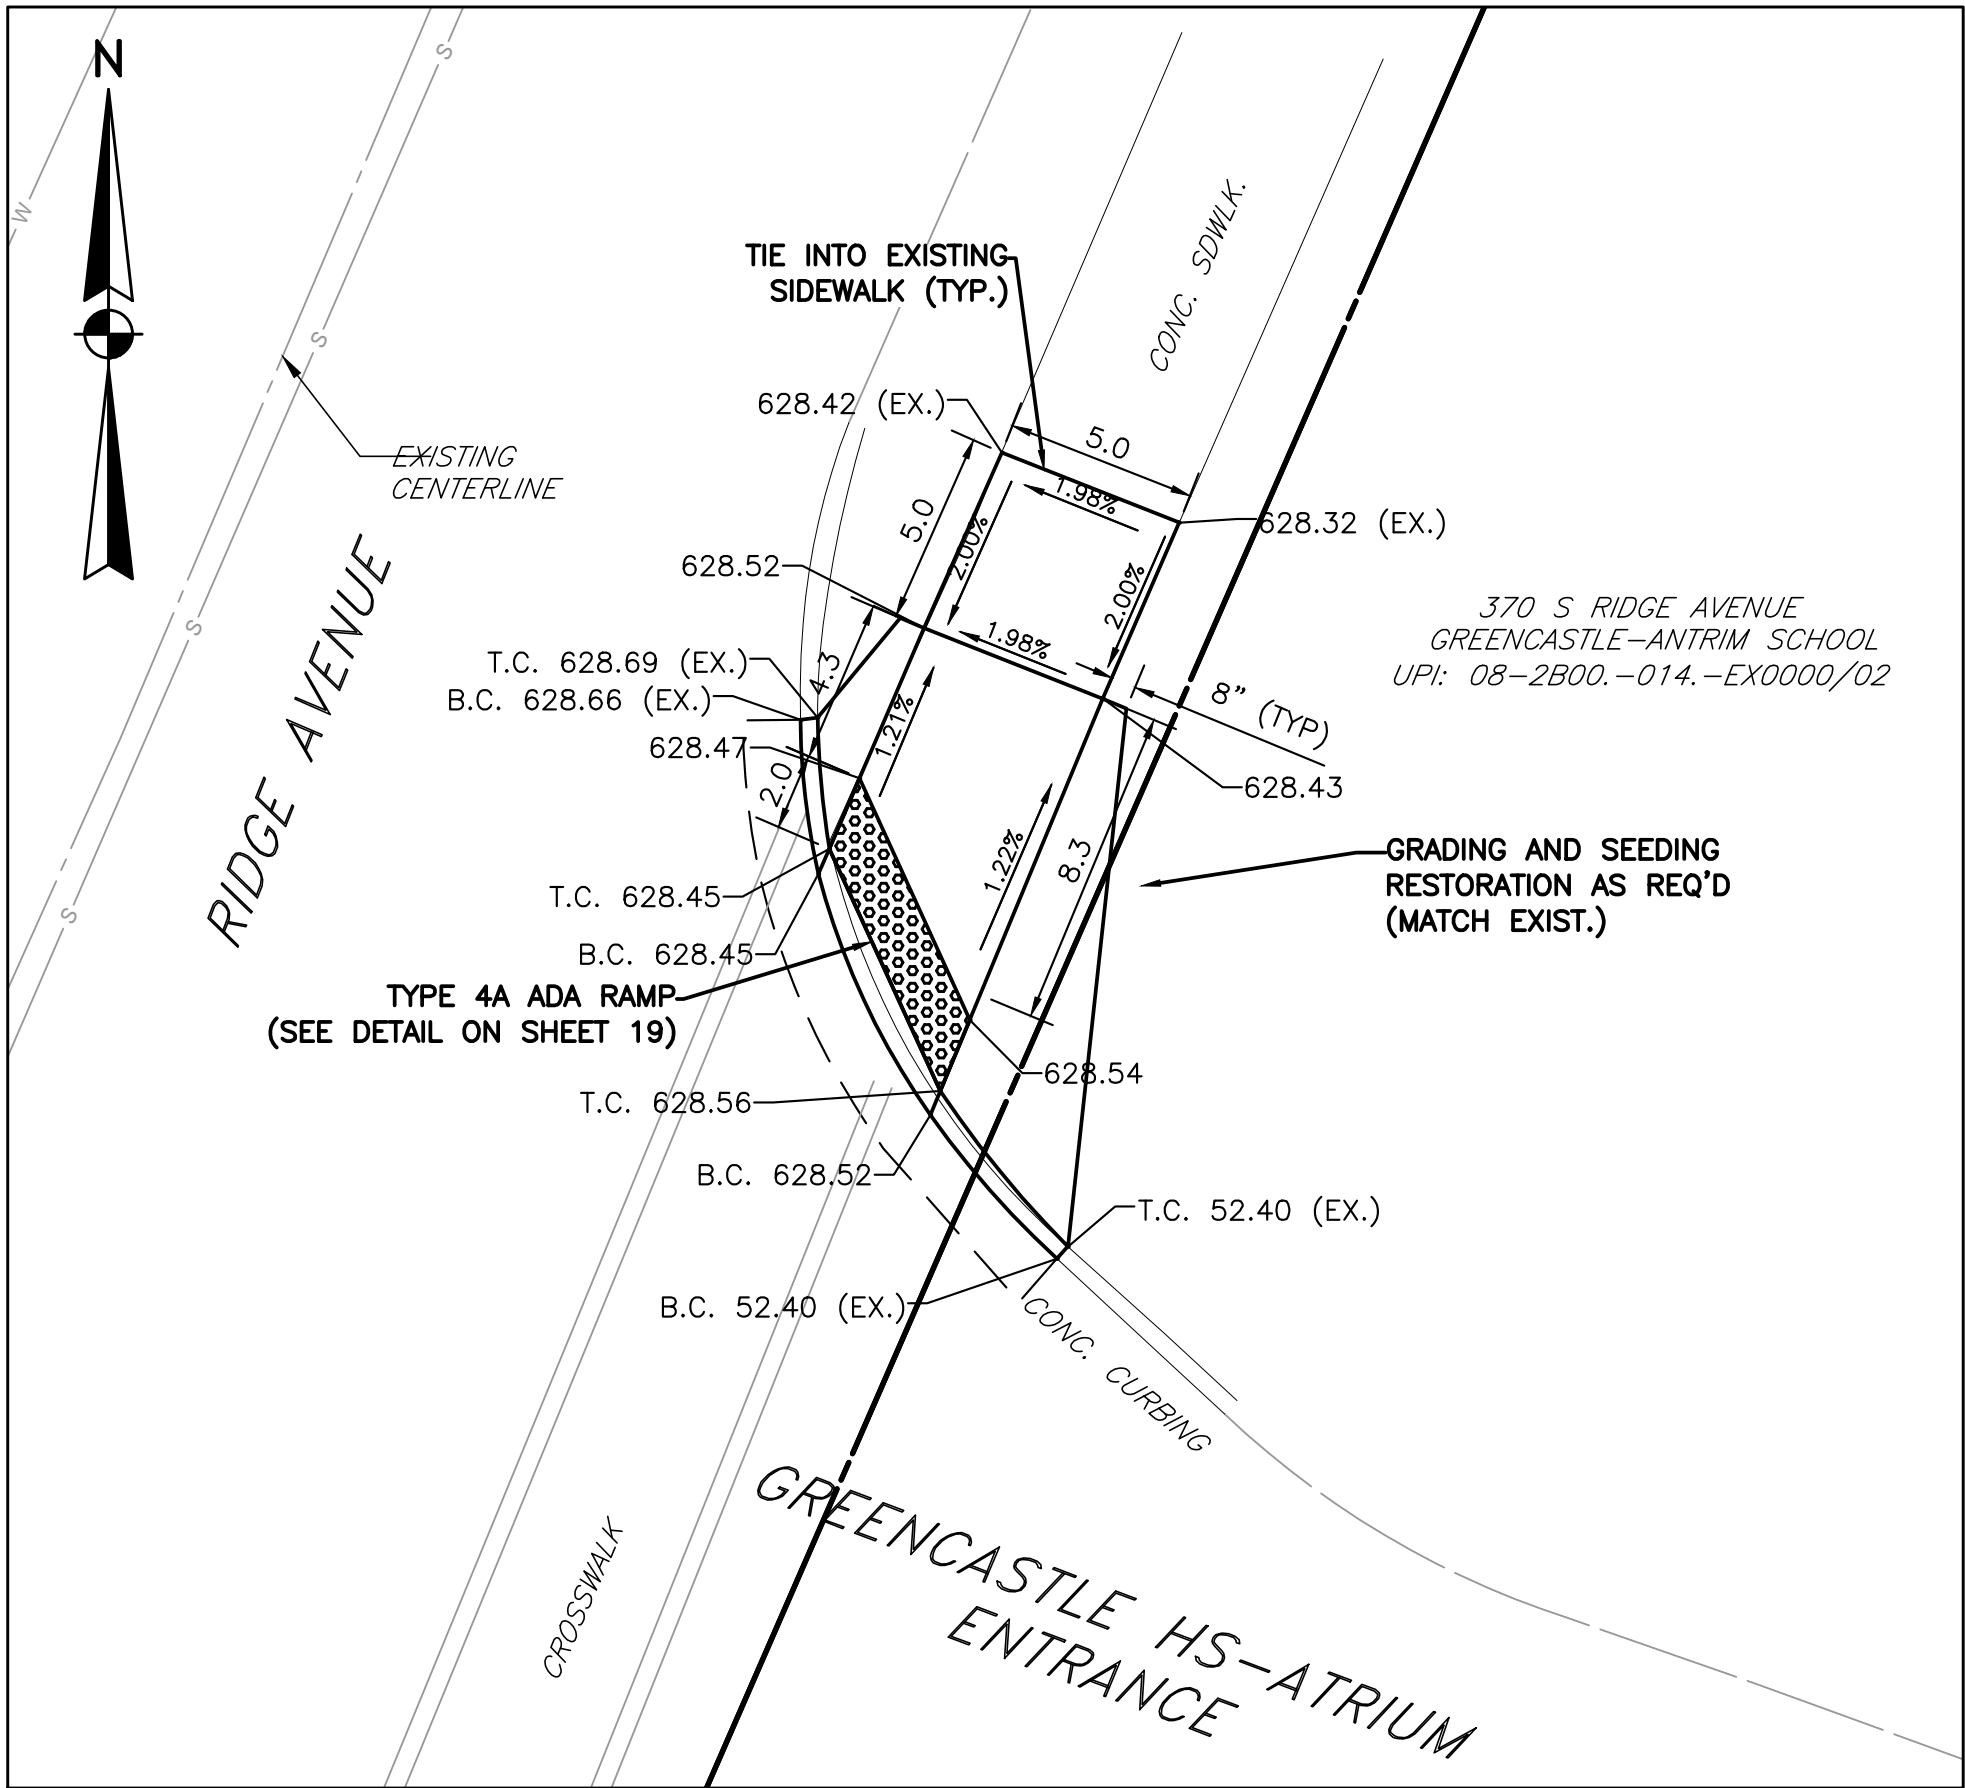 N
W
S
S
S
S
TIE INTO EXISTING
SIDEWALK (TYP.)
CONC. SDWLK.
628.42 (EX.)
5.0
EXISTING
CENTERLINE
1.98%
5.0
2.00%
628.32 (EX.)
628.52
2.00%
370 S RIDGE AVENUE
GREENCASTLE-ANTRIM SCHOOL
UPI: 08-2B00.-014.-EX0000/02
1.98%
T.C. 628.69 (EX.)
4.3
B.C. 628.66 (EX.)
8" (TYP)
1.21%
628.47
2.0
628.43
RIDGE AVENUE
GRADING AND SEEDING
RESTORATION AS REQ'D
(MATCH EXIST.)
1.22%
8.3
T.C. 628.45
B.C. 628.45
TYPE 4A ADA RAMP
(SEE DETAIL ON SHEET 19)
628.54
T.C. 628.56
B.C. 628.52
T.C. 52.40 (EX.)
B.C. 52.40 (EX.)
CONC. CURBING
CROSSWALK
GREENCASTLE HS-ATRIUM
ENTRANCE